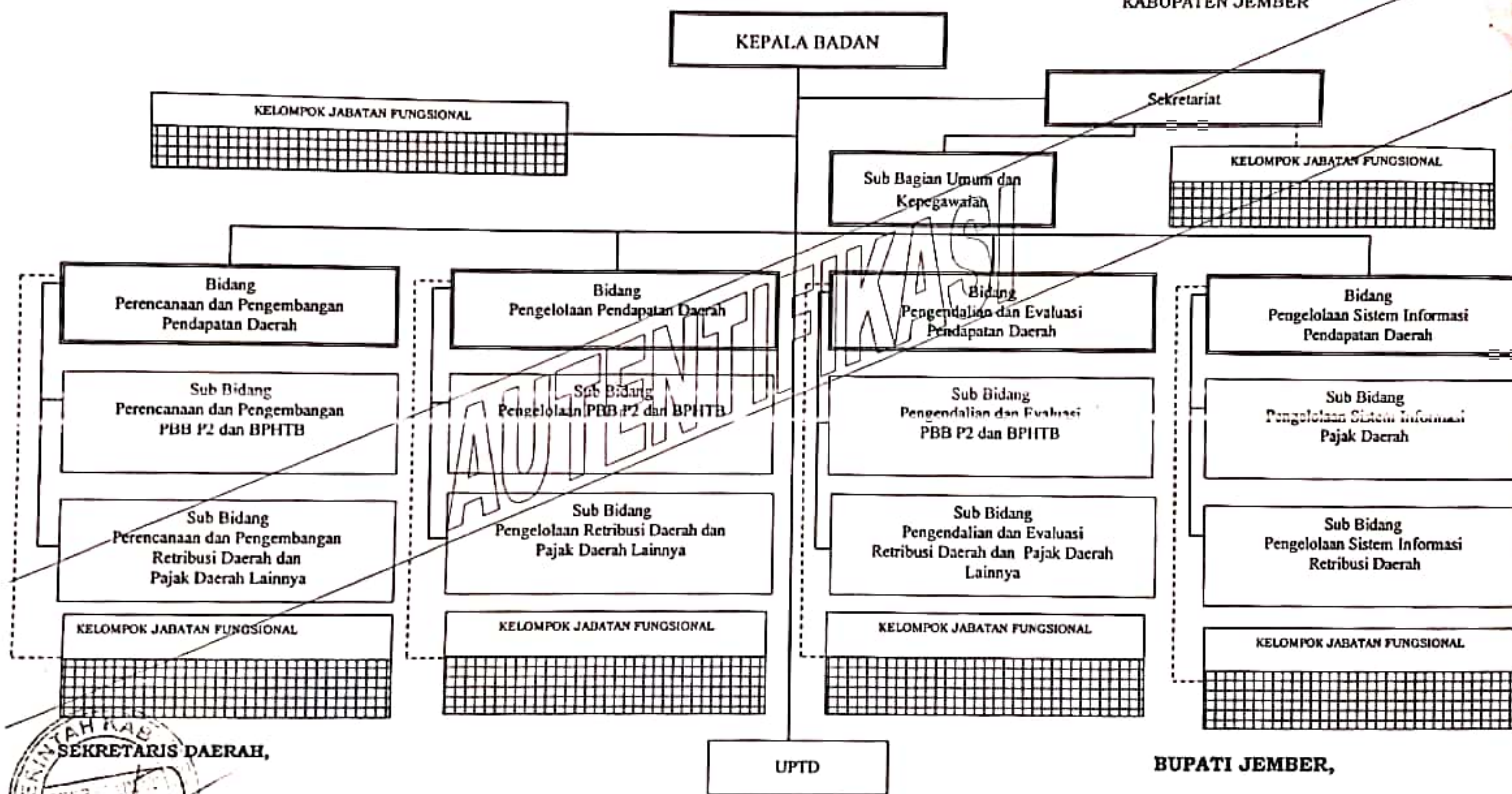 KABUPATEN JEMBER
KEPALA BADAN
Sekretariat
KELOMPOK JABATAN FUNGSIONAL
Sub Bagian Umum dan
Kepegawaian
KELOMPOK JABATAN FUNGSIONAL
Bidang
Perencanaan dan Pengembangan
Pendapatan Daerah
Bidang
Pengelolaan Pendapatan Daerah
Bidang
Pengendalian dan Evaluasi
Pendapatan Daerah
Bidang
Pengelolaan Sistem Informasi
Pendapatan Daerah
Sub Bidang
Perencanaan dan Pengembangan
PBB P2 dan BPHTB
Sub Bidang
Pengelolaan PBB P2 dan BPHTB
Sub Bidang
Pengendalian dan Evaluasi
PBB P2 dan BPHTB
Sub Bidang
Pengelolaan Sistem Informasi
Pajak Daerah
Sub Bidang
Perencanaan dan Pengembangan
Retribusi Daerah dan
Pajak Daerah Lainnya
Sub Bidang
Pengelolaan Retribusi Daerah dan
Pajak Daerah Lainnya
Sub Bidang
Pengendalian dan Evaluasi
Retribusi Daerah dan Pajak Daerah
Lainnya
Sub Bidang
Pengelolaan Sistem Informasi
Retribusi Daerah
KELOMPOK JABATAN FUNGSIONAL
KELOMPOK JABATAN FUNGSIONAL
KELOMPOK JABATAN FUNGSIONAL
KELOMPOK JABATAN FUNGSIONAL
AUTENTIFIKASI
SEKRETARIS DAERAH,
UPTD
BUPATI JEMBER,